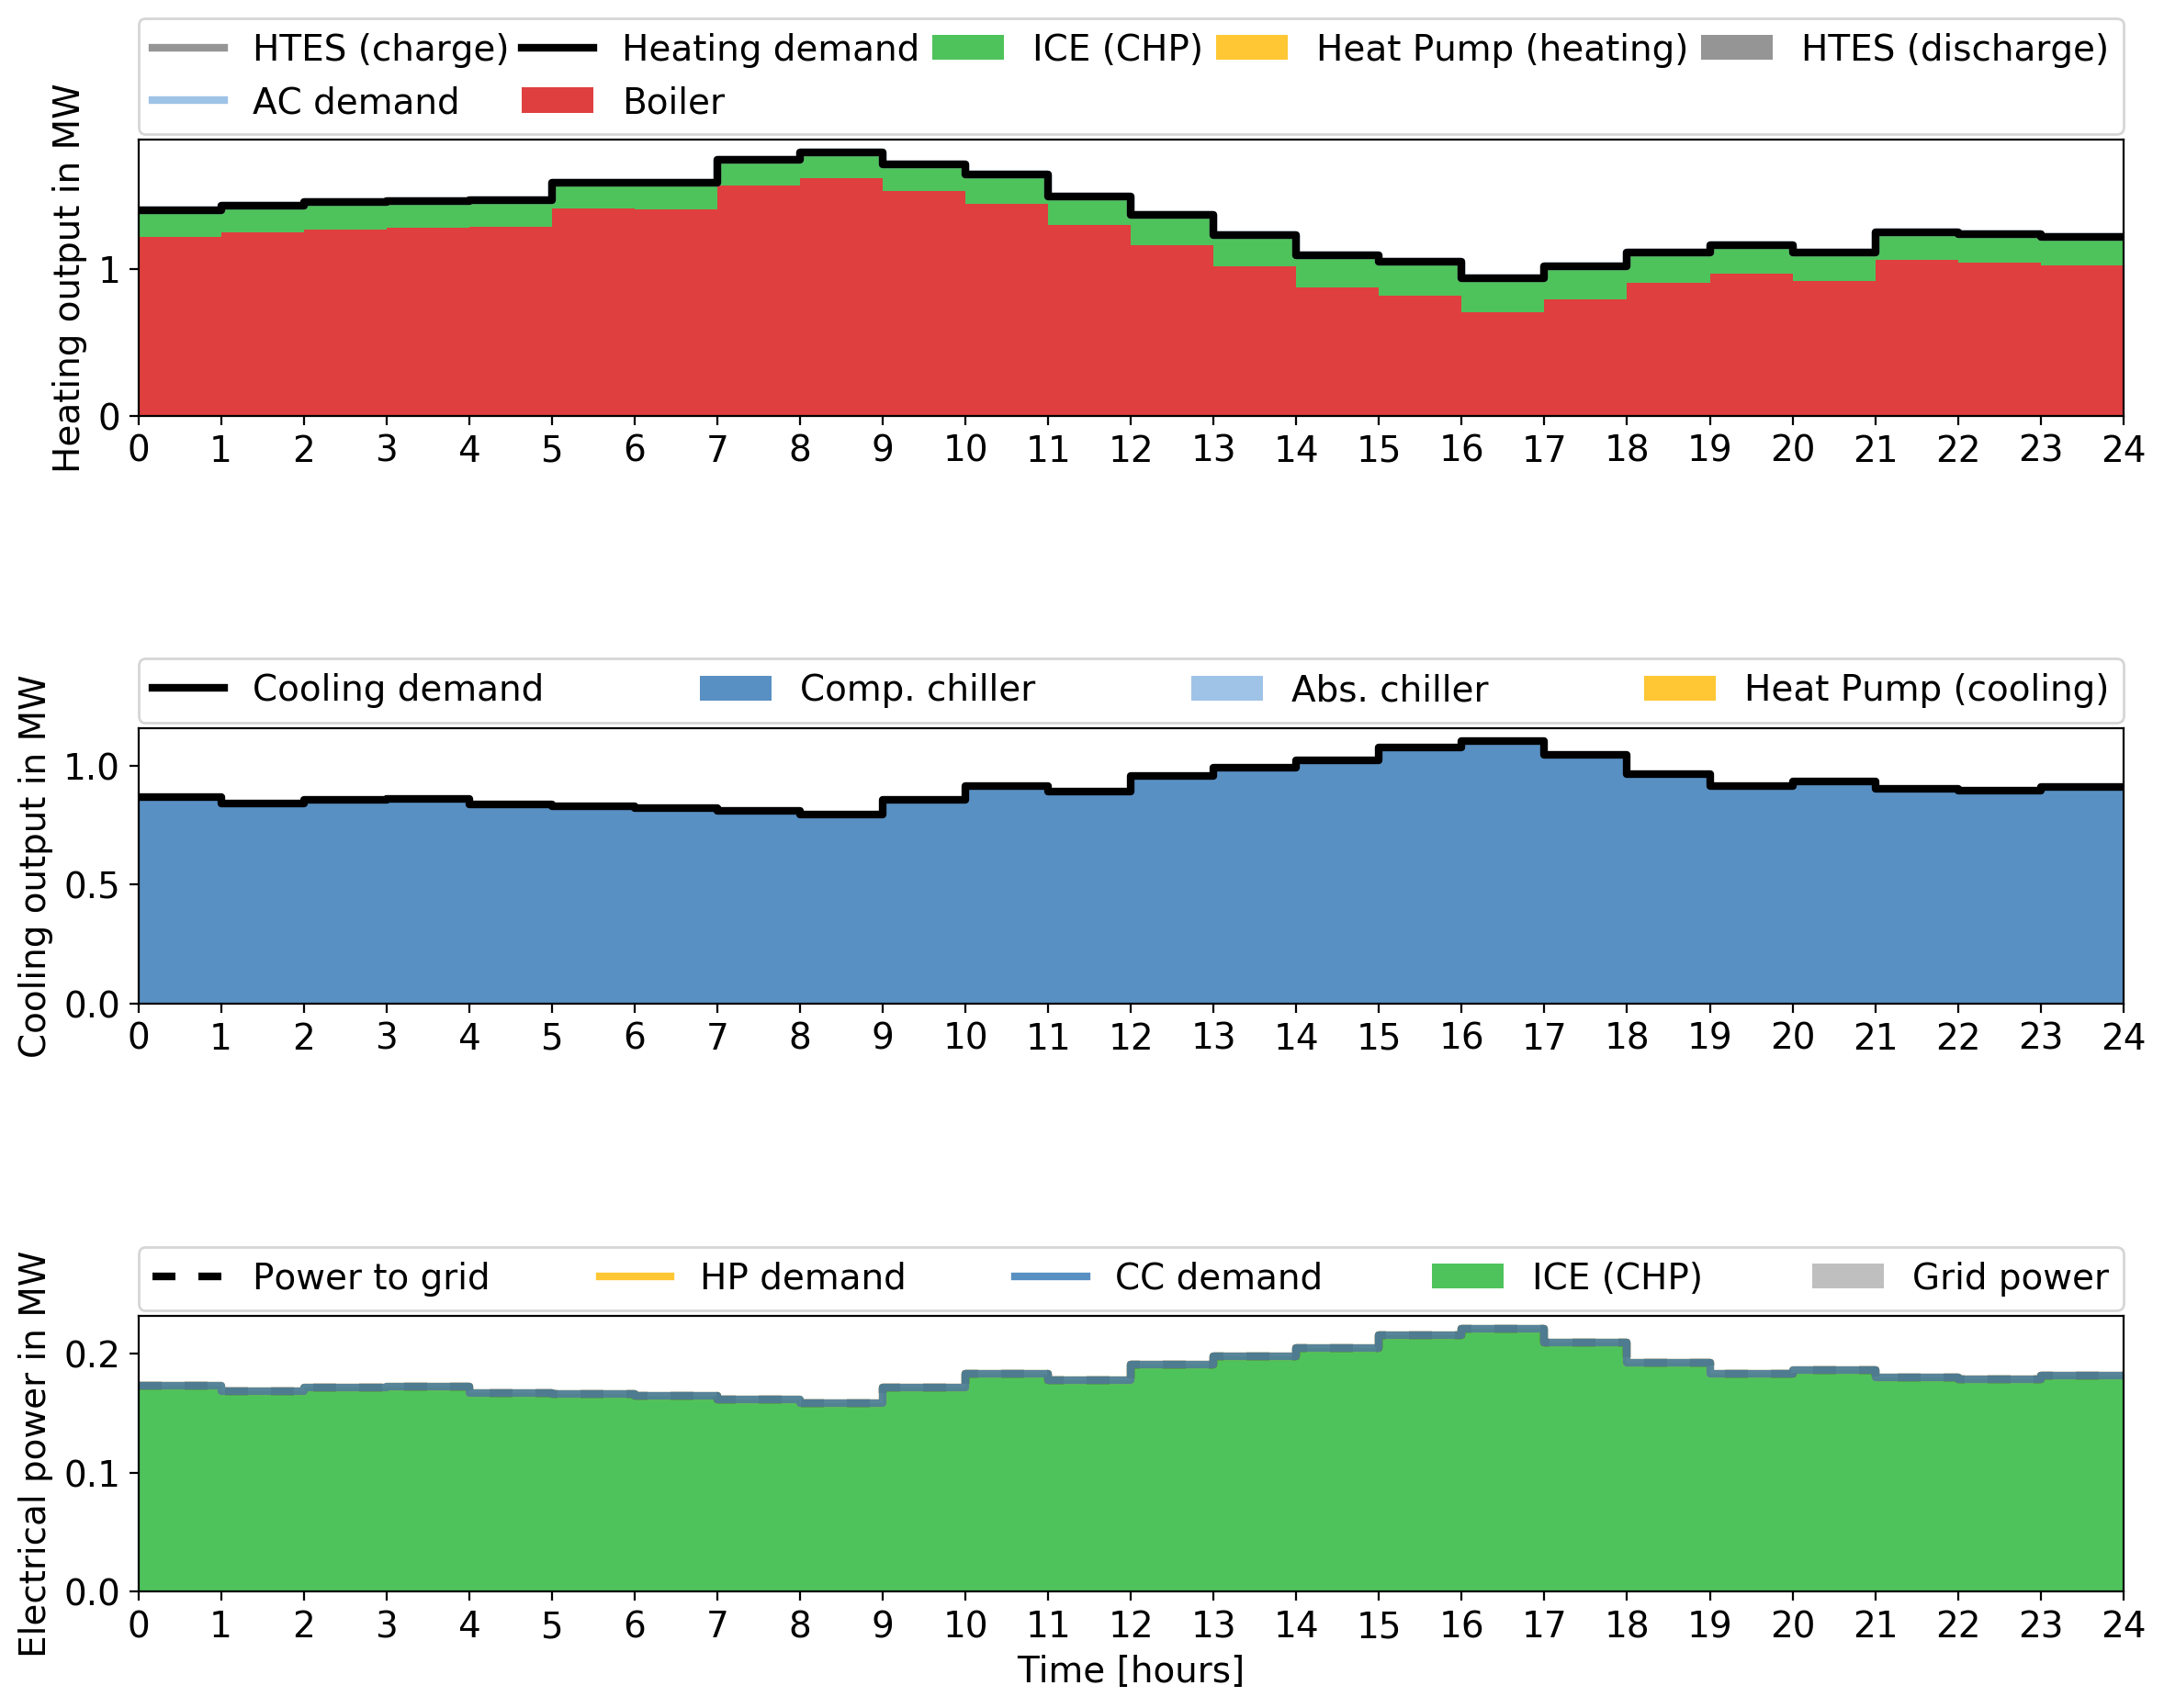 HTES (charge) Heating demand ICE (CHP) Heat Pump (heating) HTES (discharge)
AC demand Boiler
Heating output in MW
1
0
0 1 2 3 4 5 6 7 8 9 10 11 12 13 14 15 16 17 18 19 20 21 22 23 24
Cooling demand Comp. chiller Abs. chiller Heat Pump (cooling)
Cooling output in MW
1.0
0.5
0.0
0 1 2 3 4 5 6 7 8 9 10 11 12 13 14 15 16 17 18 19 20 21 22 23 24
Power to grid HP demand CC demand ICE (CHP) Grid power
Electrical power in MW
0.2
0.1
0.0
0 1 2 3 4 5 6 7 8 9 10 11 12 13 14 15 16 17 18 19 20 21 22 23 24
Time [hours]